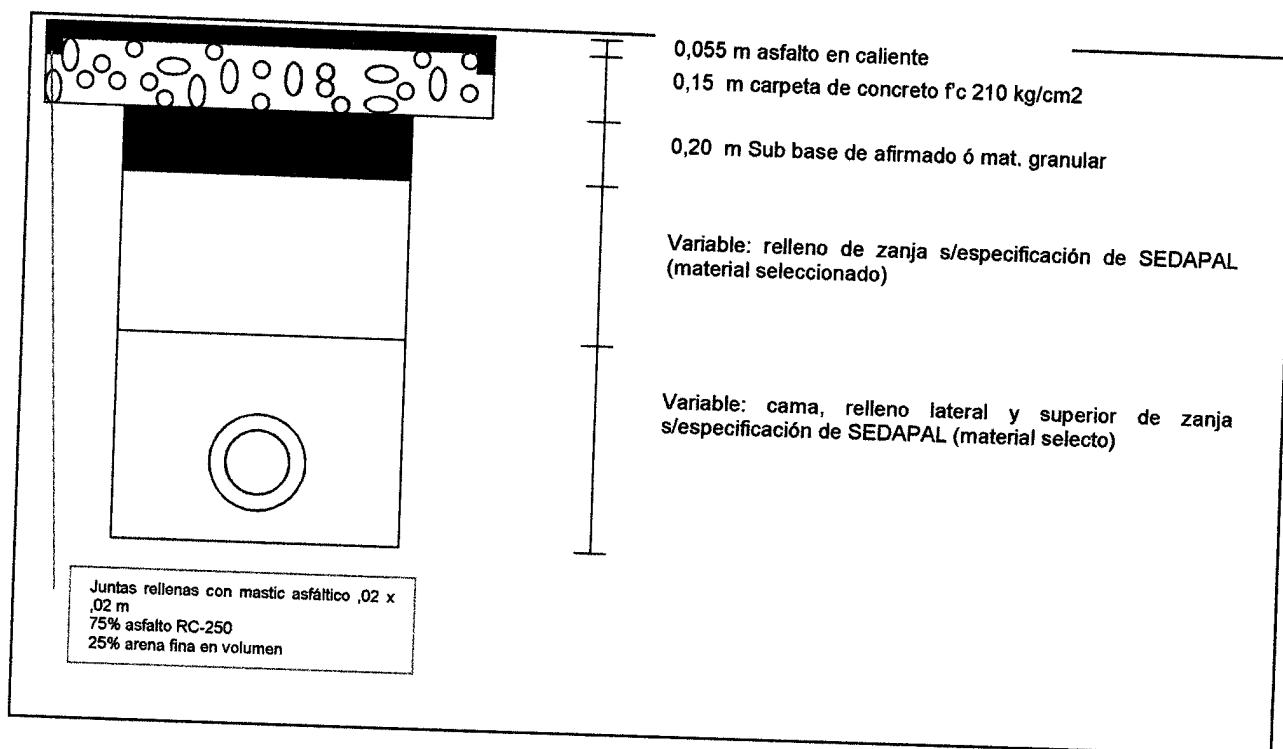 0,055 m asfalto en caliente
0,15 m carpeta de concreto f'c 210 kg/cm2
0,20 m Sub base de afirmado ó mat. granular
Variable: relleno de zanja s/especificación de SEDAPAL
(material seleccionado)
Variable: cama, relleno lateral y superior de zanja
s/especificación de SEDAPAL (material selecto)
Juntas rellenas con mastic asfáltico ,02 x
,02 m
75% asfalto RC-250
25% arena fina en volumen